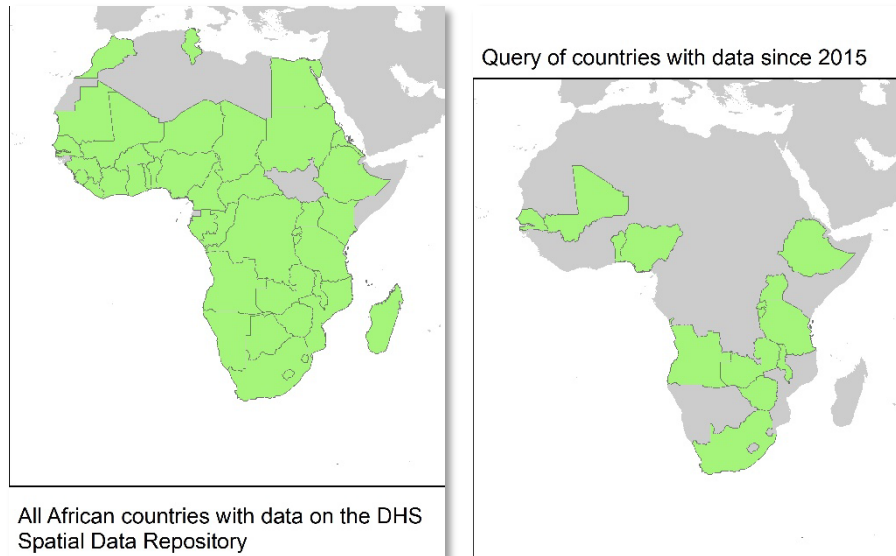 Query of countries with data since 2015
All African countries with data on the DHS
Spatial Data Repository